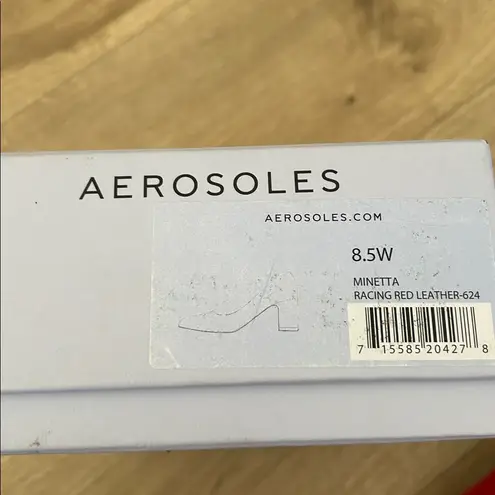 AEROSOLES
AEROSOLES.COM
8.5W
MINETTA
RACING RED LEATHER-624
7 15585 20427 8